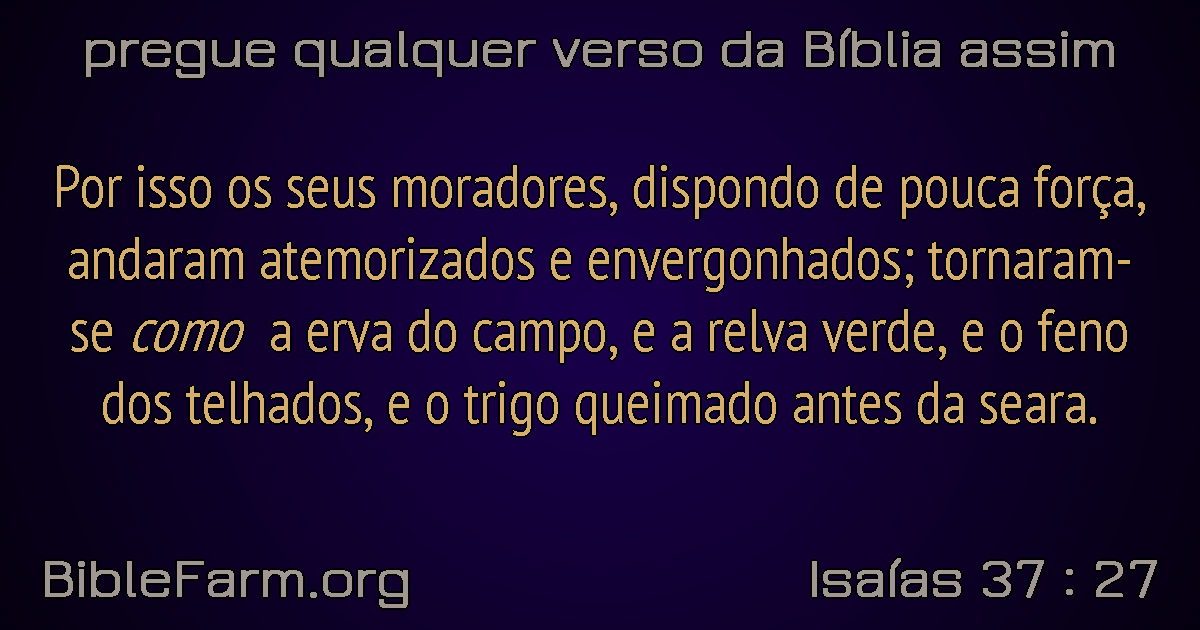 pregue qualquer verso da Bíblia assim
Por isso os seus moradores, dispondo de pouca força,
andaram atemorizados e envergonhados; tornaram-
se como a erva do campo, e a relva verde, e o feno
dos telhados, e o trigo queimado antes da seara.
BibleFarm.org
Isaías 37 : 27